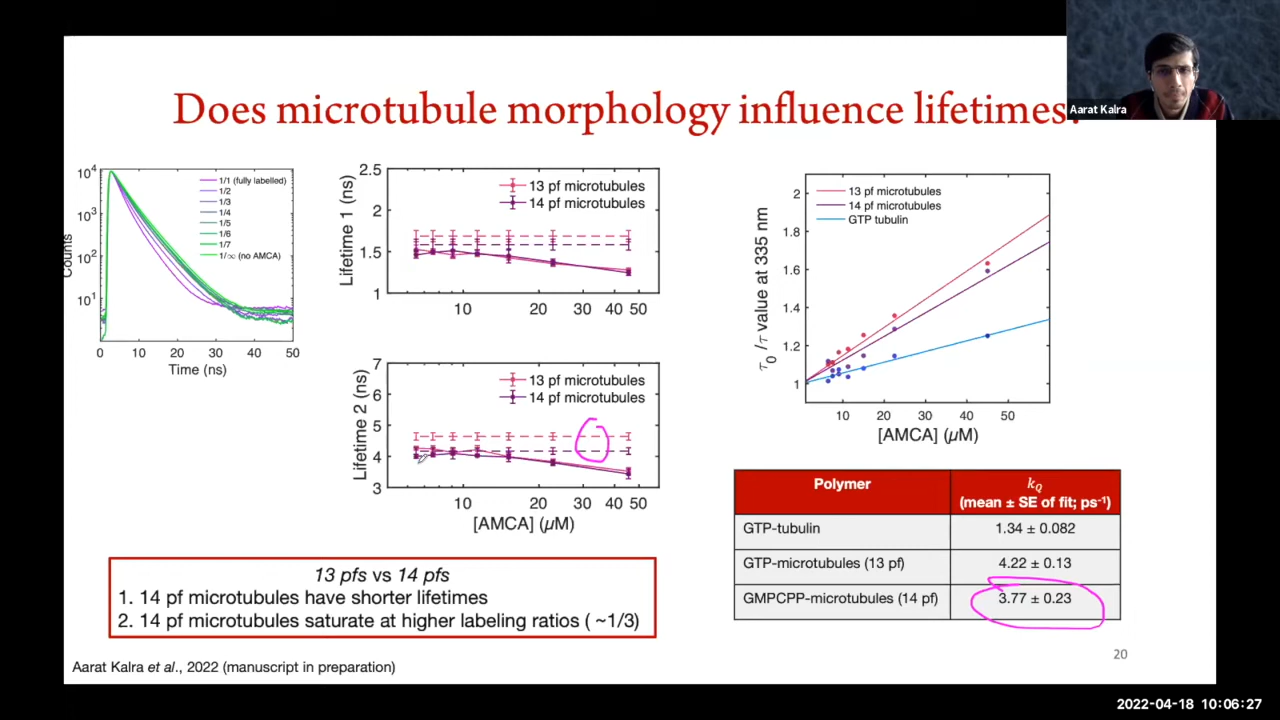 Does microtubule morphology influence lifetimes?
Aarat Kalra
10⁴
10³
10²
10¹
Counts
0 10 20 30 40 50
Time (ns)
1/1 (fully labelled)
1/2
1/3
1/4
1/5
1/6
1/7
1/∞ (no AMCA)
2.5
2
1.5
1
Lifetime 1 (ns)
13 pf microtubules
14 pf microtubules
10 20 30 40 50
7
6
5
4
3
Lifetime 2 (ns)
13 pf microtubules
14 pf microtubules
10 20 30 40 50
[AMCA] (μM)
2
1.8
1.6
1.4
1.2
1
τ₀ /τ value at 335 nm
13 pf microtubules
14 pf microtubules
GTP tubulin
10 20 30 40 50
[AMCA] (μM)
Polymer k_Q
(mean ± SE of fit; ps⁻¹)
GTP-tubulin 1.34 ± 0.082
GTP-microtubules (13 pf) 4.22 ± 0.13
GMPCPP-microtubules (14 pf) 3.77 ± 0.23
13 pfs vs 14 pfs
1. 14 pf microtubules have shorter lifetimes
2. 14 pf microtubules saturate at higher labeling ratios ( ~1/3)
20
Aarat Kalra et al., 2022 (manuscript in preparation)
2022-04-18 10:06:27